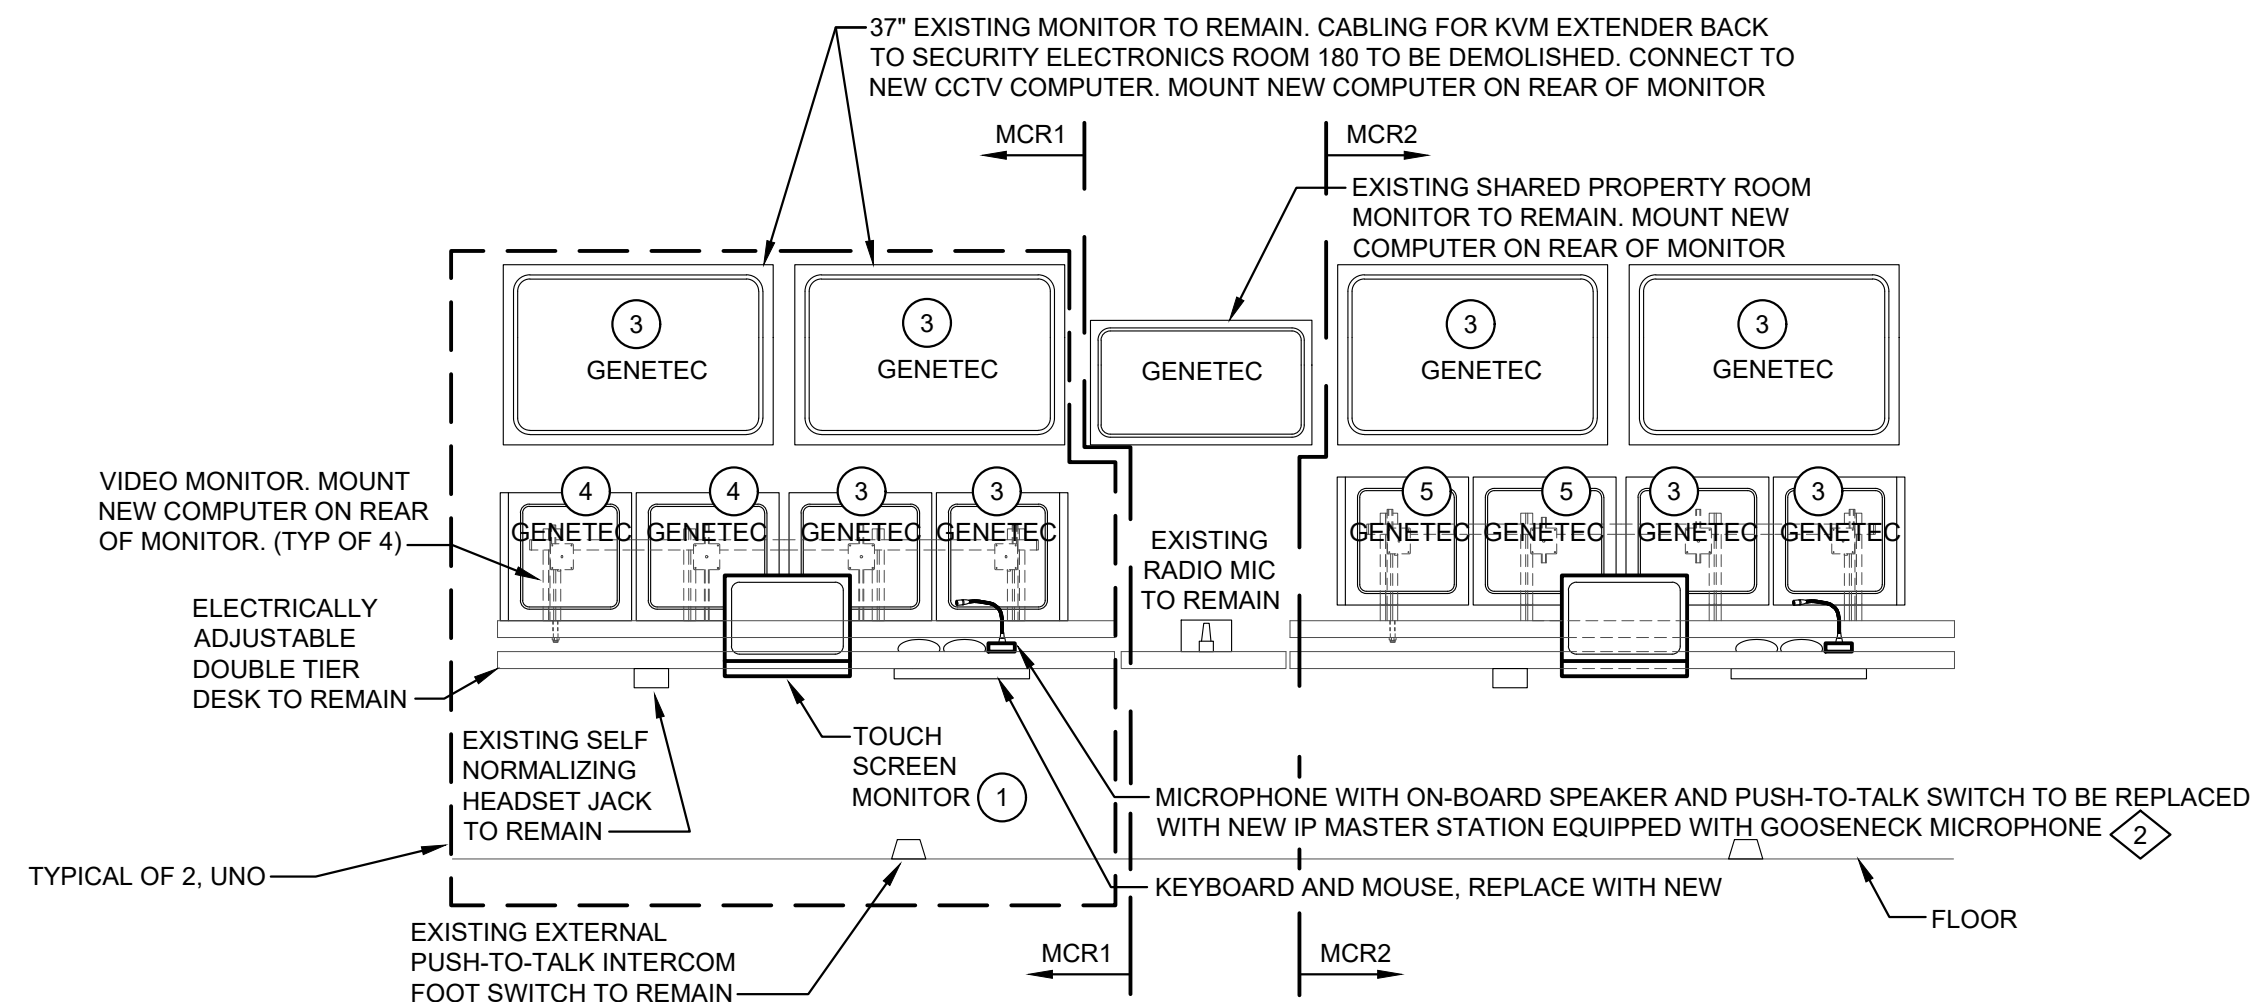 37" EXISTING MONITOR TO REMAIN. CABLING FOR KVM EXTENDER BACK
TO SECURITY ELECTRONICS ROOM 180 TO BE DEMOLISHED. CONNECT TO
NEW CCTV COMPUTER. MOUNT NEW COMPUTER ON REAR OF MONITOR
MCR1
MCR2
EXISTING SHARED PROPERTY ROOM
MONITOR TO REMAIN. MOUNT NEW
COMPUTER ON REAR OF MONITOR
3
GENETEC
3
GENETEC
GENETEC
3
GENETEC
3
GENETEC
VIDEO MONITOR. MOUNT
NEW COMPUTER ON REAR
OF MONITOR. (TYP OF 4)
4
GENETEC
4
GENETEC
3
GENETEC
3
GENETEC
EXISTING
RADIO MIC
TO REMAIN
5
GENETEC
5
GENETEC
3
GENETEC
3
GENETEC
ELECTRICALLY
ADJUSTABLE
DOUBLE TIER
DESK TO REMAIN
EXISTING SELF
NORMALIZING
HEADSET JACK
TO REMAIN
TOUCH
SCREEN
MONITOR 1
MICROPHONE WITH ON-BOARD SPEAKER AND PUSH-TO-TALK SWITCH TO BE REPLACED
WITH NEW IP MASTER STATION EQUIPPED WITH GOOSENECK MICROPHONE 2
TYPICAL OF 2, UNO
KEYBOARD AND MOUSE, REPLACE WITH NEW
FLOOR
EXISTING EXTERNAL
PUSH-TO-TALK INTERCOM
FOOT SWITCH TO REMAIN
MCR1
MCR2